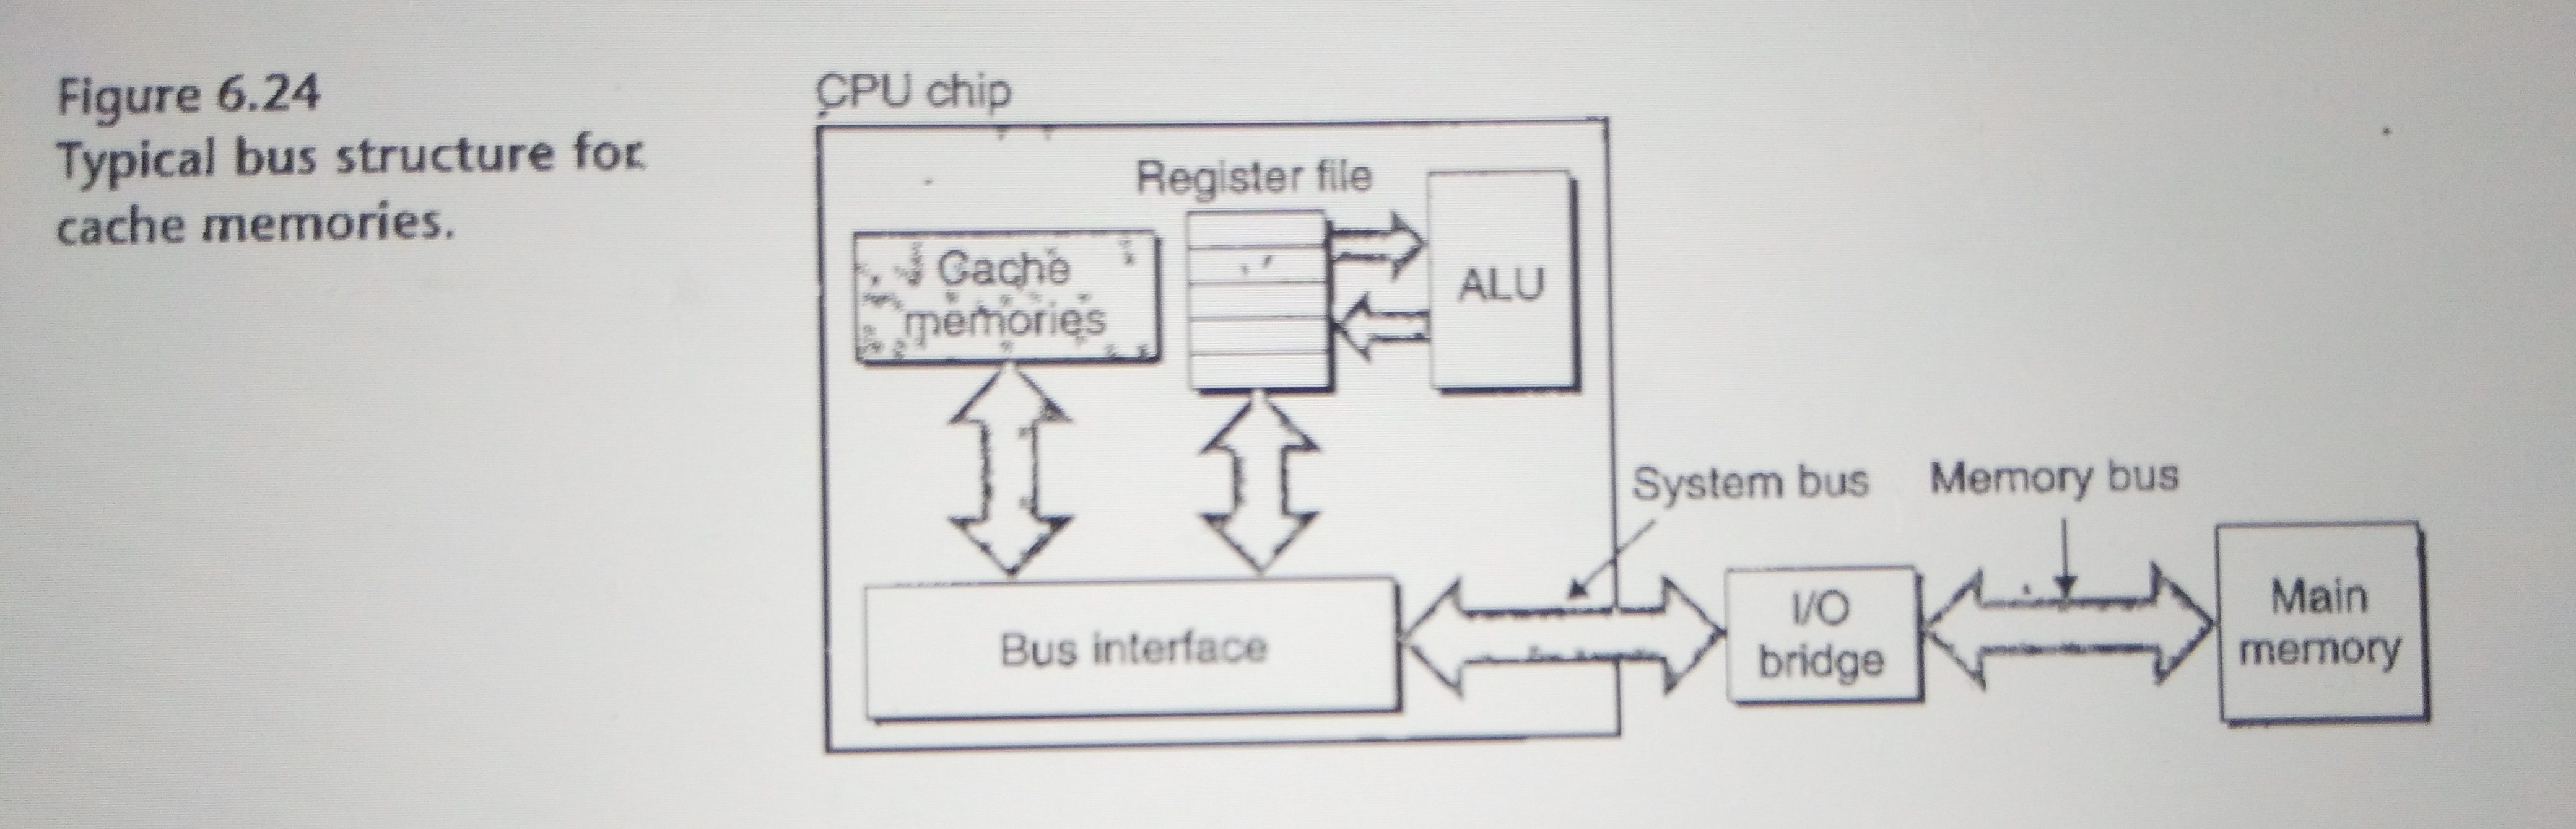 Figure 6.24
Typical bus structure for
cache memories.
CPU chip
Register file
Cache
memories
ALU
System bus
Memory bus
Bus interface
I/O
bridge
Main
memory